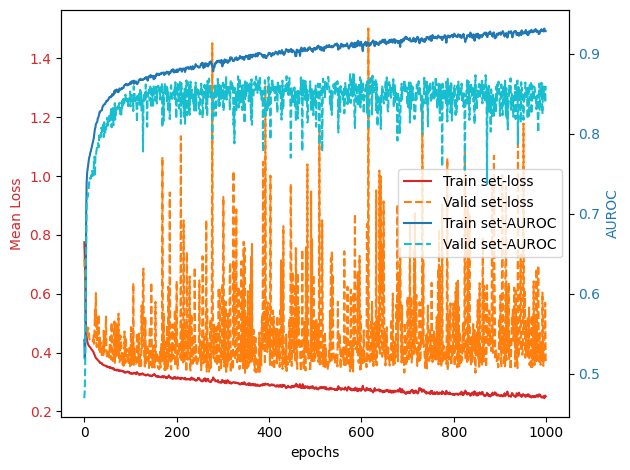 1.4
1.2
1.0
0.8
0.6
0.4
0.2
Mean Loss
0.9
0.8
0.7
0.6
0.5
AUROC
Train set-loss
Valid set-loss
Train set-AUROC
Valid set-AUROC
0 200 400 600 800 1000
epochs